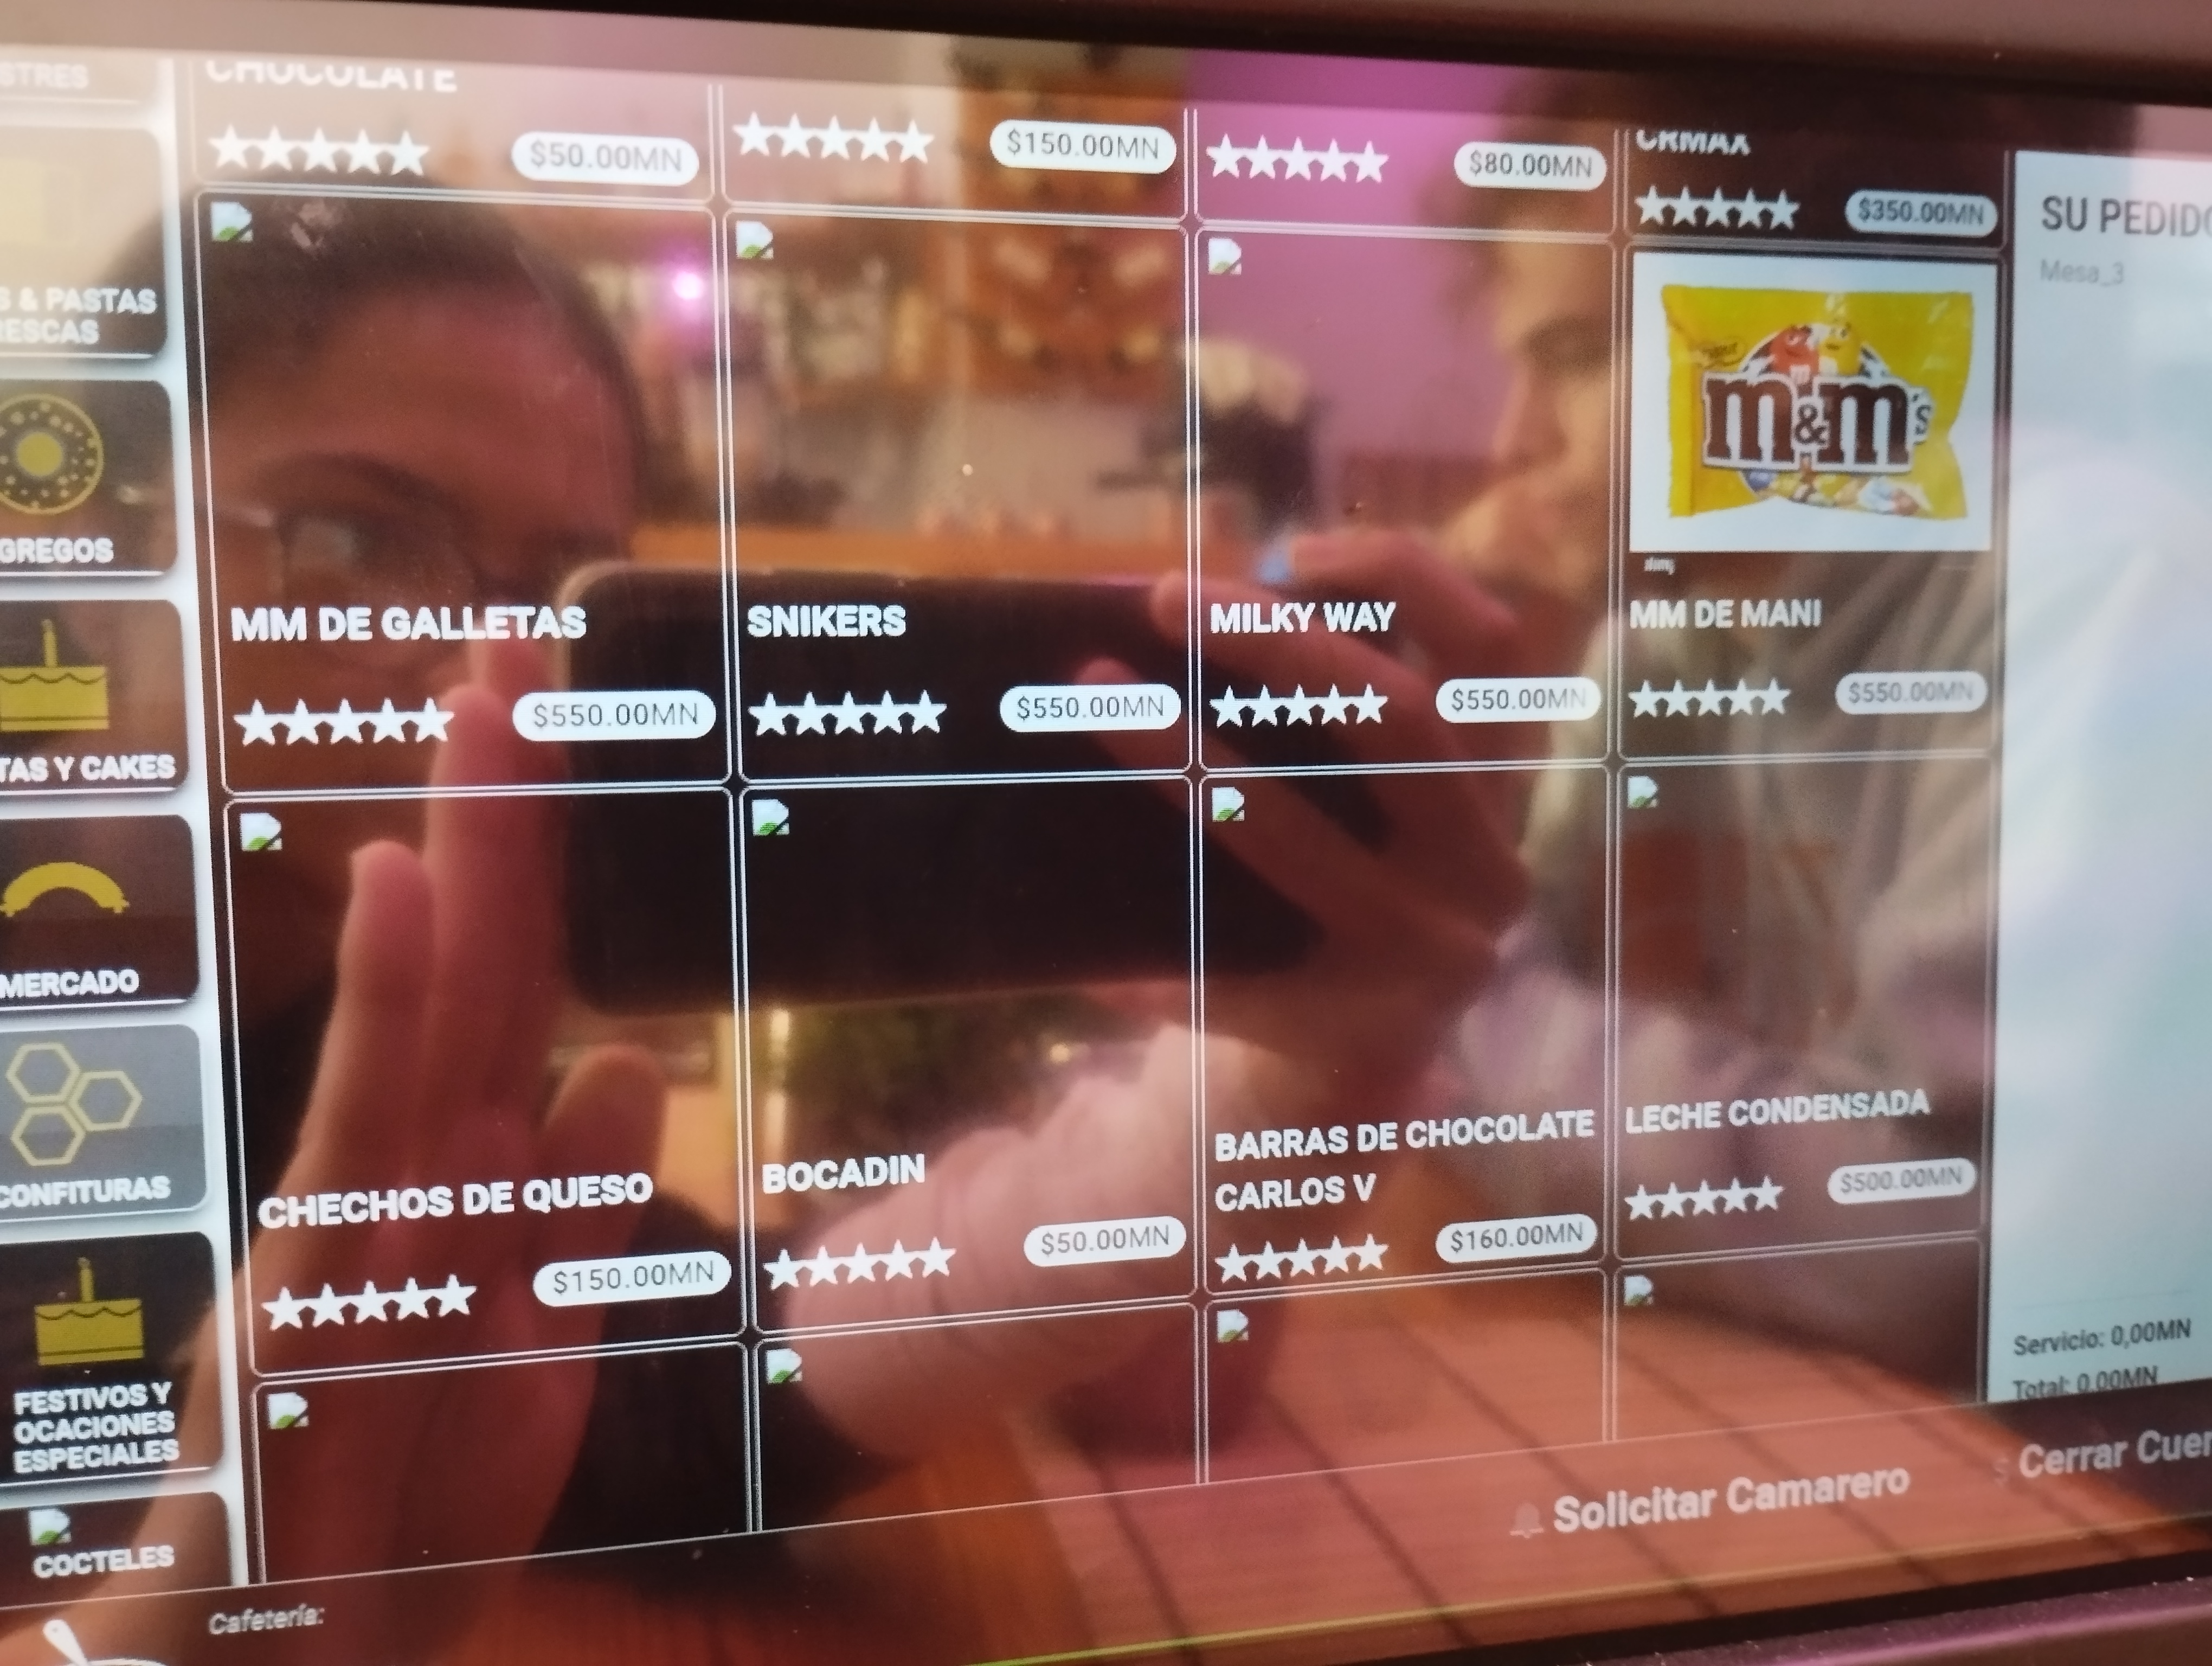 STRES
S & PASTAS
RESCAS
GREGOS
TAS Y CAKES
MERCADO
CONFITURAS
FESTIVOS Y
OCACIONES
ESPECIALES
COCTELES
CHOCOLATE
$50.00MN
$150.00MN
$80.00MN
CRMAX
$350.00MN
m&m's
MM DE GALLETAS
$550.00MN
SNIKERS
$550.00MN
MILKY WAY
$550.00MN
MM DE MANI
$550.00MN
CHECHOS DE QUESO
$150.00MN
BOCADIN
$50.00MN
BARRAS DE CHOCOLATE
CARLOS V
$160.00MN
LECHE CONDENSADA
$500.00MN
SU PEDIDO
Mesa_3
Servicio: 0,00MN
Total: 0.00MN
Solicitar Camarero
Cerrar Cuen
Cafetería: